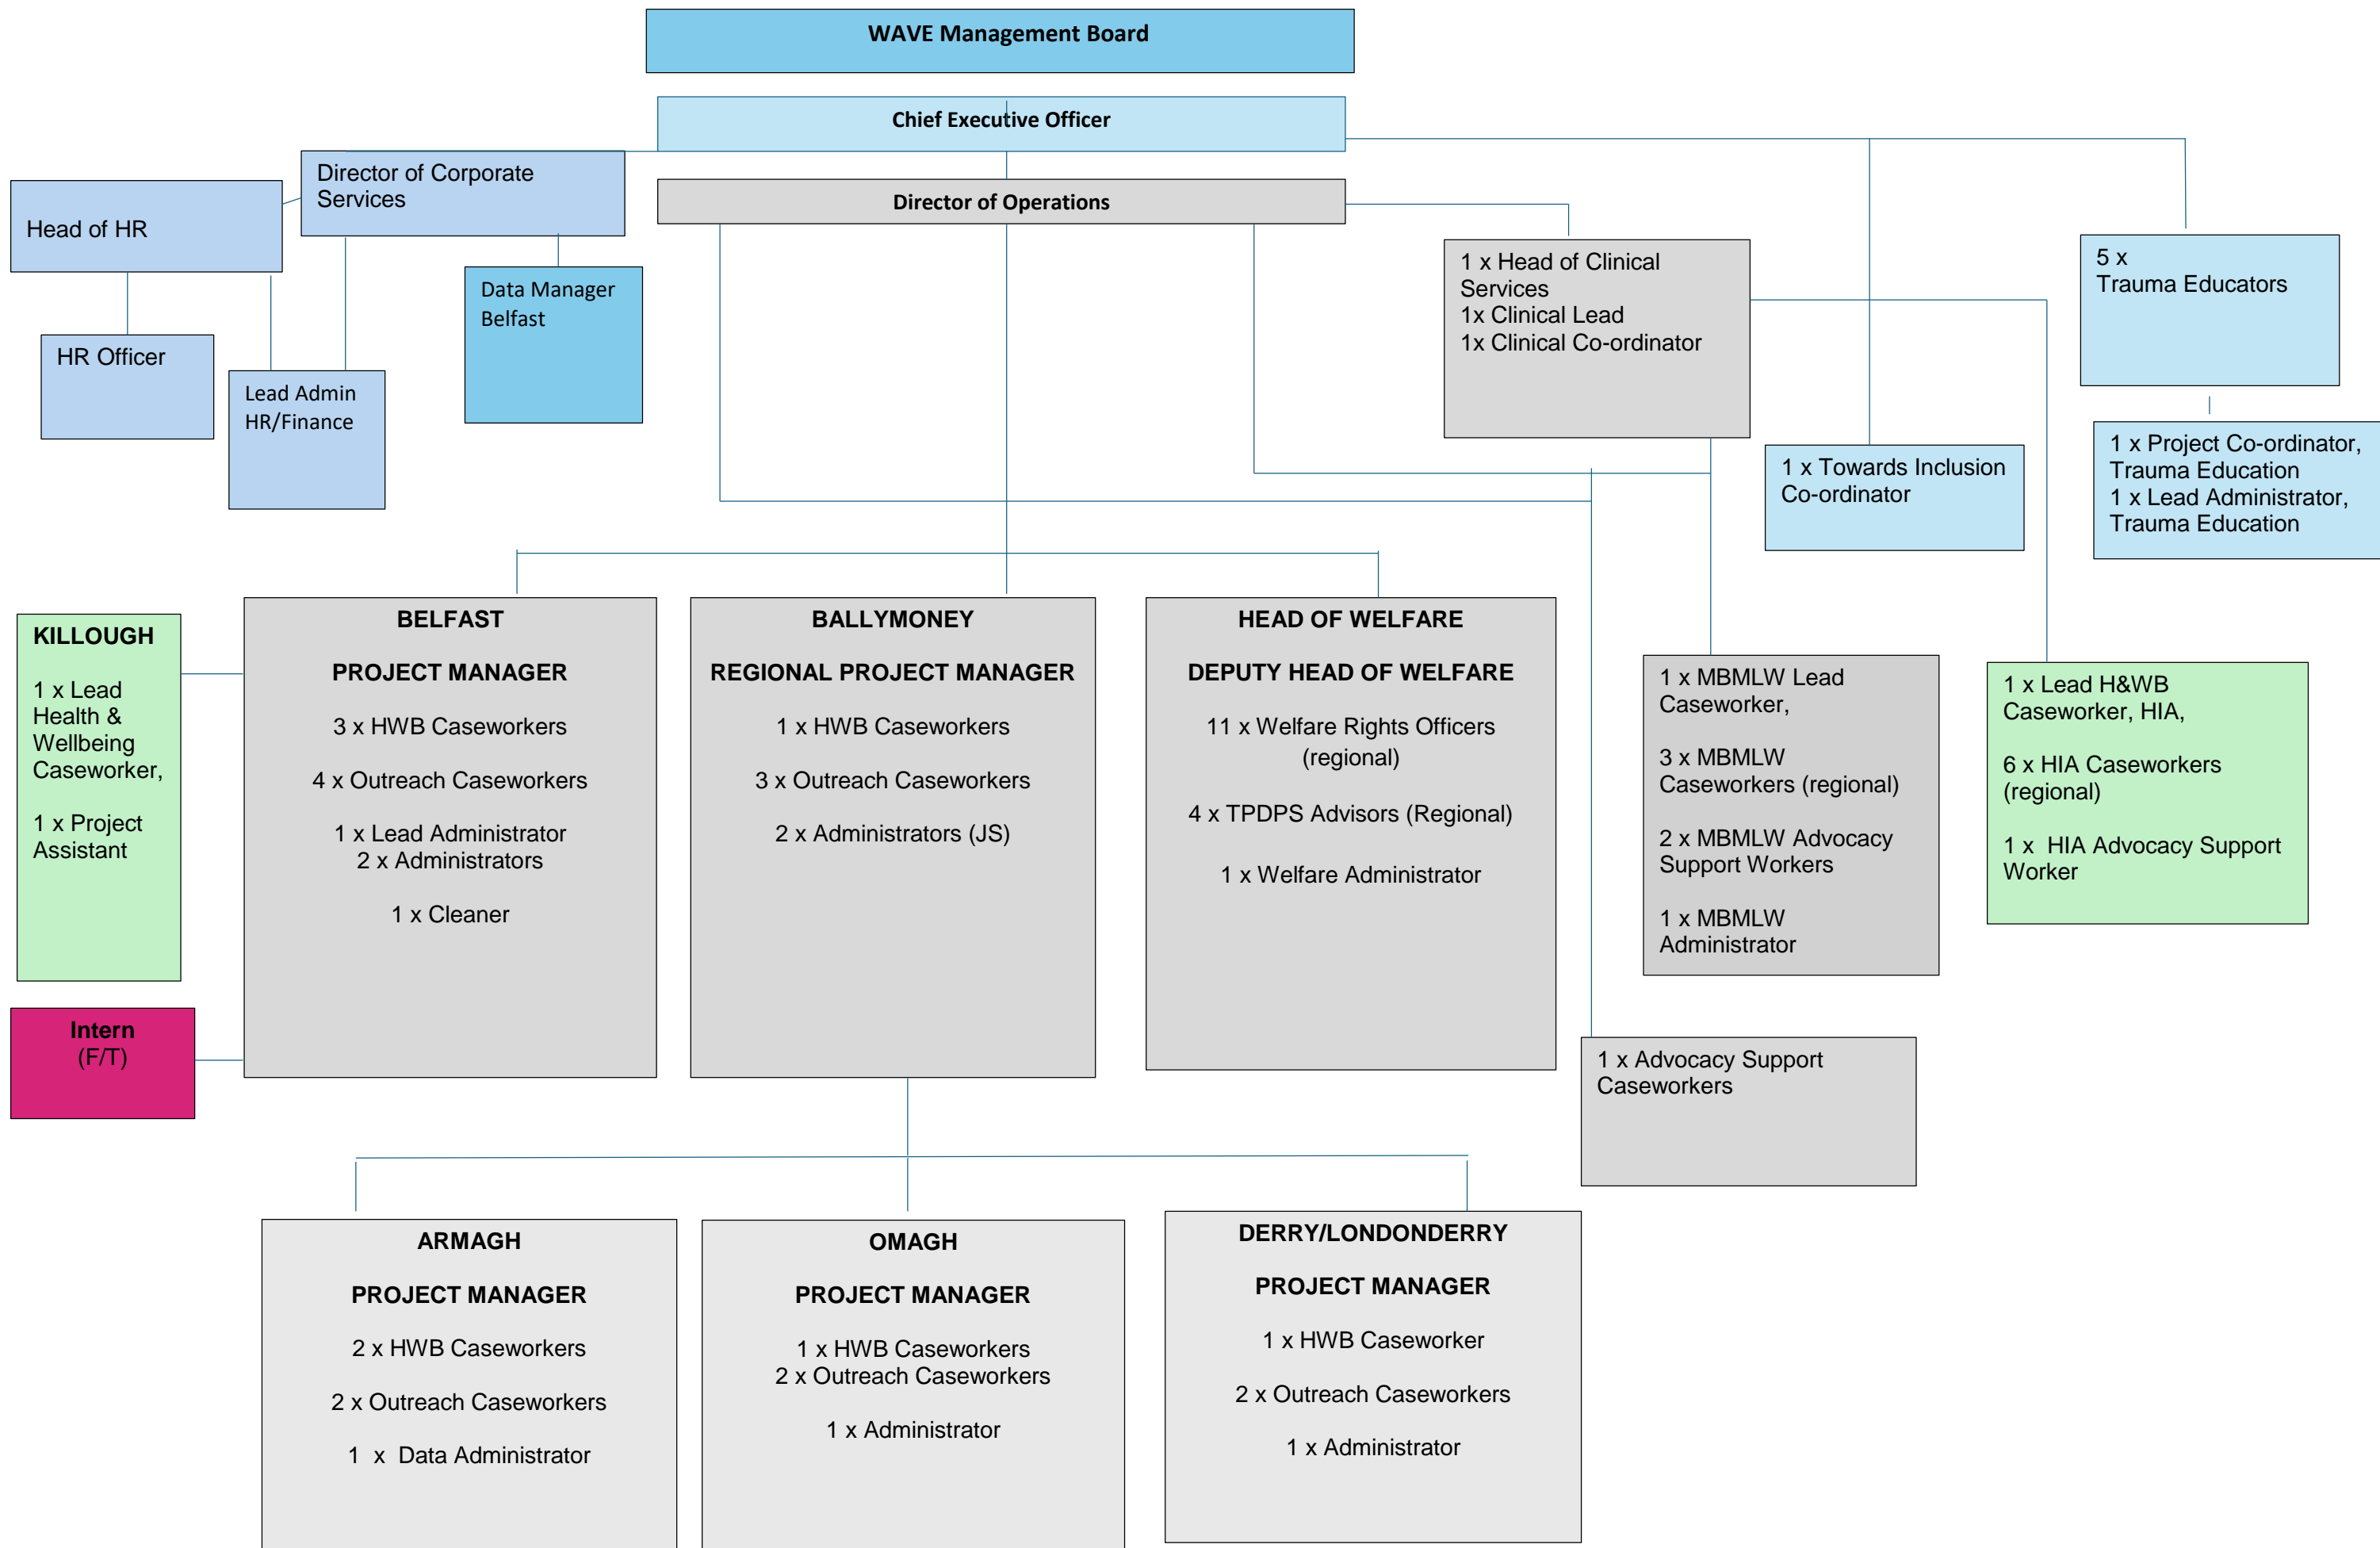 WAVE Management Board
Chief Executive Officer
Director of Corporate
Services
Director of Operations
Head of HR
Data Manager
Belfast
HR Officer
Lead Admin
HR/Finance
1 x Head of Clinical
Services
1x Clinical Lead
1x Clinical Co-ordinator
5 x
Trauma Educators
1 x Towards Inclusion
Co-ordinator
1 x Project Co-ordinator,
Trauma Education
1 x Lead Administrator,
Trauma Education
KILLOUGH
1 x Lead
Health &
Wellbeing
Caseworker,
1 x Project
Assistant
BELFAST
PROJECT MANAGER
3 x HWB Caseworkers
4 x Outreach Caseworkers
1 x Lead Administrator
2 x Administrators
1 x Cleaner
BALLYMONEY
REGIONAL PROJECT MANAGER
1 x HWB Caseworkers
3 x Outreach Caseworkers
2 x Administrators (JS)
HEAD OF WELFARE
DEPUTY HEAD OF WELFARE
11 x Welfare Rights Officers
(regional)
4 x TPDPS Advisors (Regional)
1 x Welfare Administrator
1 x MBMLW Lead
Caseworker,
3 x MBMLW
Caseworkers (regional)
2 x MBMLW Advocacy
Support Workers
1 x MBMLW
Administrator
1 x Lead H&WB
Caseworker, HIA,
6 x HIA Caseworkers
(regional)
1 x  HIA Advocacy Support
Worker
Intern
(F/T)
1 x Advocacy Support
Caseworkers
ARMAGH
PROJECT MANAGER
2 x HWB Caseworkers
2 x Outreach Caseworkers
1  x  Data Administrator
OMAGH
PROJECT MANAGER
1 x HWB Caseworkers
2 x Outreach Caseworkers
1 x Administrator
DERRY/LONDONDERRY
PROJECT MANAGER
1 x HWB Caseworker
2 x Outreach Caseworkers
1 x Administrator